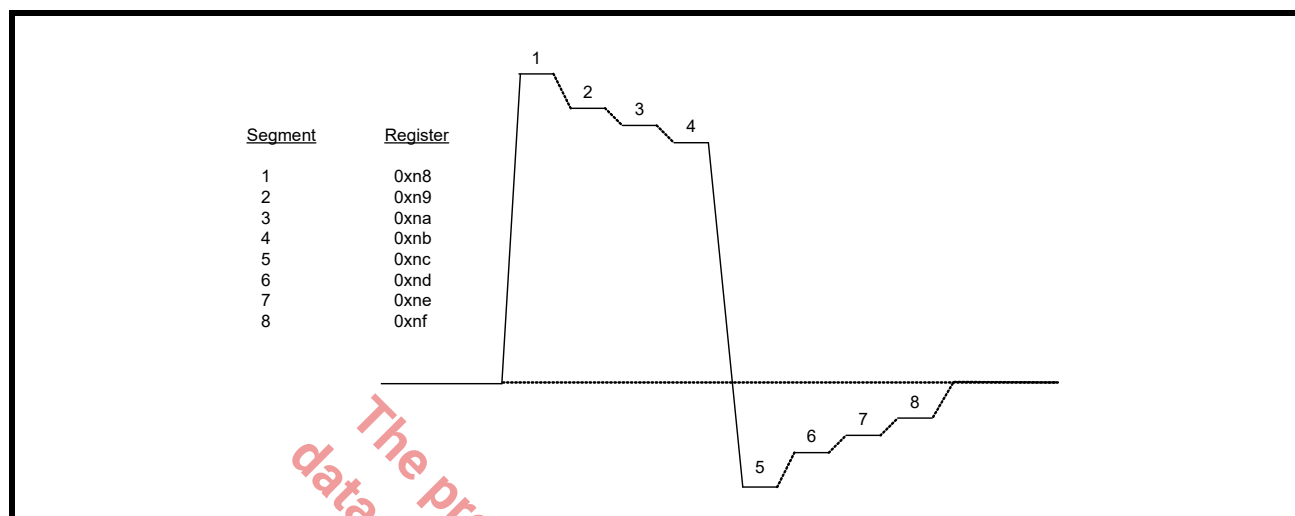 Segment Register
1 0xn8
2 0xn9
3 0xna
4 0xnb
5 0xnc
6 0xnd
7 0xne
8 0xnf
1
2
3
4
5
6
7
8
The
data